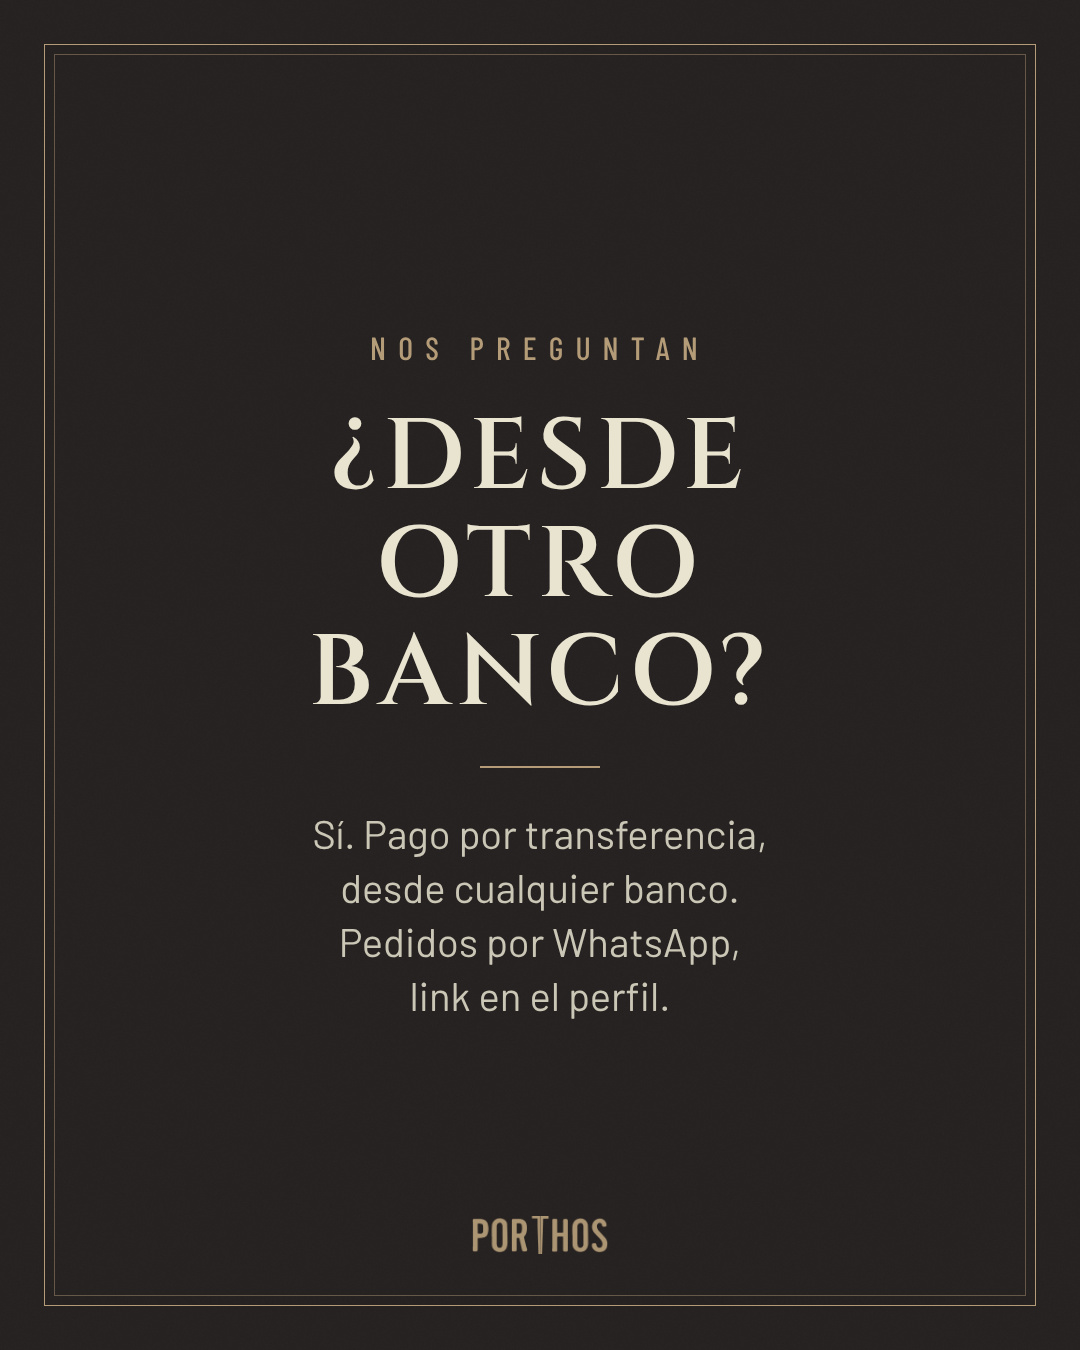 NOS PREGUNTAN
¿DESDE
OTRO
BANCO?
Sí. Pago por transferencia,
desde cualquier banco.
Pedidos por WhatsApp,
link en el perfil.
PORTHOS